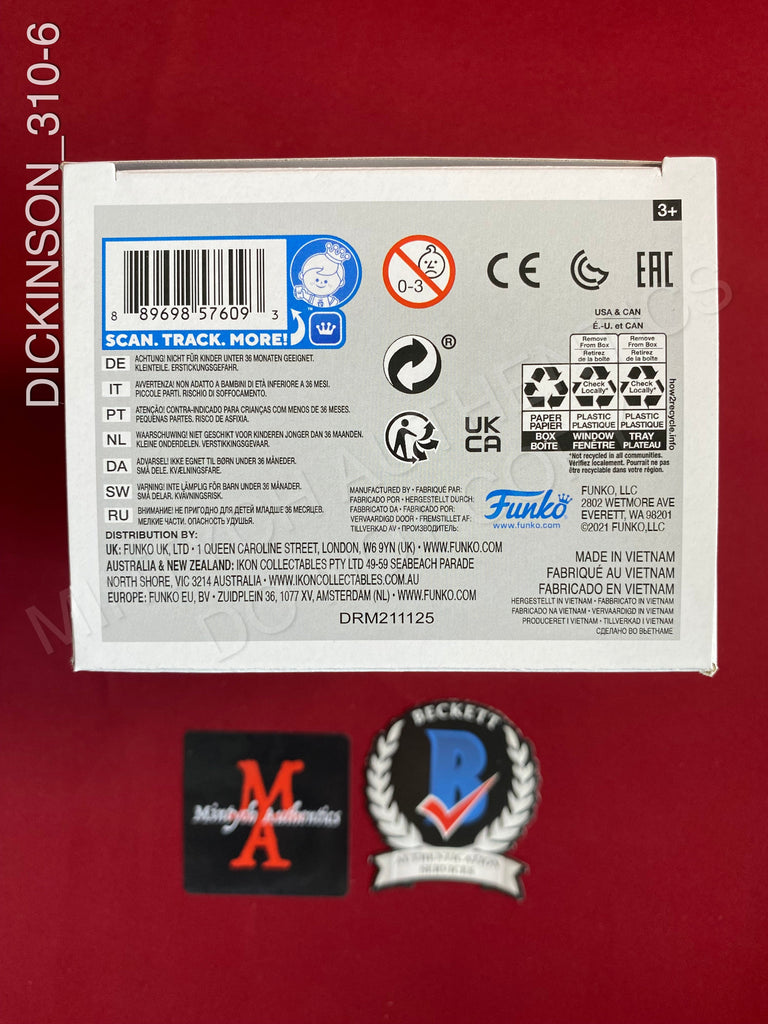 DICKINSON_310-6
3+
8 89698 57609 3
SCAN. TRACK. MORE!
0-3
CE
EAC
®
UK
CA
USA & CAN
É.-U. et CAN
Remove From Box
Retirez de la boîte
Remove From Box
Retirez de la boîte
Check Locally*
Check Locally*
PAPER PAPIER
PLASTIC PLASTIQUE
PLASTIC PLASTIQUE
BOX BOÎTE
WINDOW FENÊTRE
TRAY PLATEAU
*Not recycled in all communities.
Vérifiez localement. Pourrait ne pas
être recyclable partout.
how2recycle.info
DE ACHTUNG! NICHT FÜR KINDER UNTER 36 MONATEN GEEIGNET.
KLEINTEILE. ERSTICKUNGSGEFAHR.
IT AVVERTENZA! NON ADATTO A BAMBINI DI ETÀ INFERIORE A 36 MESI.
PICCOLE PARTI. RISCHIO DI SOFFOCAMENTO.
PT ATENÇÃO! CONTRA-INDICADO PARA CRIANÇAS COM MENOS DE 36 MESES.
PEQUENAS PARTES. RISCO DE ASFIXIA.
NL WAARSCHUWING! NIET GESCHIKT VOOR KINDEREN JONGER DAN 36 MAANDEN.
KLEINE ONDERDELEN. VERSTIKKINGSGEVAAR.
DA ADVARSEL! IKKE EGNET TIL BØRN UNDER 36 MÅNEDER.
SMÅ DELE. KVÆLNINGSFARE.
SW VARNING! INTE LÄMPLIG FÖR BARN UNDER 36 MÅNADER.
SMÅ DELAR. KVÄVNINGSRISK.
RU ВНИМАНИЕ! НЕ ПРИГОДНО ДЛЯ ДЕТЕЙ МЛАДШЕ 36 МЕСЯЦЕВ.
МЕЛКИЕ ЧАСТИ. ОПАСНОСТЬ УДУШЬЯ.
MANUFACTURED BY • FABRIQUÉ PAR:
FABRICADO POR • HERGESTELLT DURCH:
FABBRICATO DA • FABRICADO POR:
VERVAARDIGD DOOR • FREMSTILLET AF:
TILLVERKAD AV • ПРОИЗВОДИТЕЛЬ:
Funko
www.funko.com
FUNKO, LLC
2802 WETMORE AVE
EVERETT, WA 98201
©2021 FUNKO,LLC
DISTRIBUTION BY:
UK: FUNKO UK, LTD • 1 QUEEN CAROLINE STREET, LONDON, W6 9YN (UK) • WWW.FUNKO.COM
AUSTRALIA & NEW ZEALAND: IKON COLLECTABLES PTY LTD 49-59 SEABEACH PARADE
NORTH SHORE, VIC 3214 AUSTRALIA • WWW.IKONCOLLECTABLES.COM.AU
EUROPE: FUNKO EU, BV • ZUIDPLEIN 36, 1077 XV, AMSTERDAM (NL) • WWW.FUNKO.COM
DRM211125
MADE IN VIETNAM
FABRIQUÉ AU VIETNAM
FABRICADO EN VIETNAM
HERGESTELLT IN VIETNAM • FABBRICATO IN VIETNAM
FABRICADO NA VIETNAM • VERVAARDIGD IN VIETNAM
PRODUCERET I VIETNAM • TILLVERKAD I VIETNAM
СДЕЛАНО ВО ВЬЕТНАМЕ
MA
Mintych Authentics
BECKETT
B
AUTHENTICATION
SERVICES